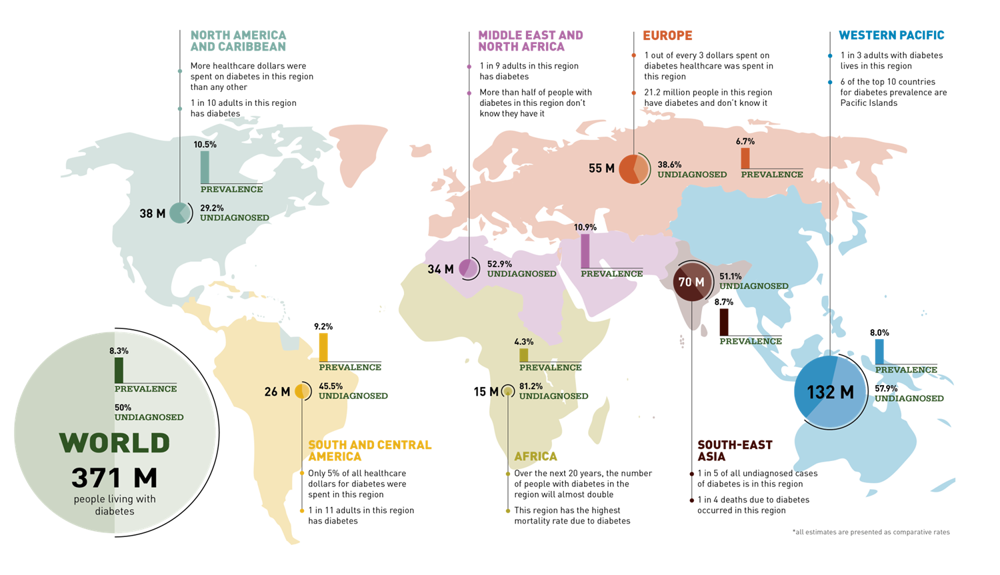 NORTH AMERICA
AND CARIBBEAN
More healthcare dollars were
spent on diabetes in this region
than any other
1 in 10 adults in this region
has diabetes
10.5%
PREVALENCE
38 M
29.2%
UNDIAGNOSED
MIDDLE EAST AND
NORTH AFRICA
1 in 9 adults in this region
has diabetes
More than half of people with
diabetes in this region don't
know they have it
34 M
52.9%
UNDIAGNOSED
10.9%
PREVALENCE
EUROPE
1 out of every 3 dollars spent on
diabetes healthcare was spent in
this region
21.2 million people in this region
have diabetes and don't know it
55 M
38.6%
UNDIAGNOSED
6.7%
PREVALENCE
WESTERN PACIFIC
1 in 3 adults with diabetes
lives in this region
6 of the top 10 countries
for diabetes prevalence are
Pacific Islands
8.0%
PREVALENCE
132 M
57.9%
UNDIAGNOSED
70 M
51.1%
UNDIAGNOSED
8.7%
PREVALENCE
SOUTH-EAST
ASIA
1 in 5 of all undiagnosed cases
of diabetes is in this region
1 in 4 deaths due to diabetes
occurred in this region
8.3%
PREVALENCE
50%
UNDIAGNOSED
WORLD
371 M
people living with
diabetes
9.2%
PREVALENCE
26 M
45.5%
UNDIAGNOSED
SOUTH AND CENTRAL
AMERICA
Only 5% of all healthcare
dollars for diabetes were
spent in this region
1 in 11 adults in this region
has diabetes
4.3%
PREVALENCE
15 M
81.2%
UNDIAGNOSED
AFRICA
Over the next 20 years, the number
of people with diabetes in the
region will almost double
This region has the highest
mortality rate due to diabetes
*all estimates are presented as comparative rates